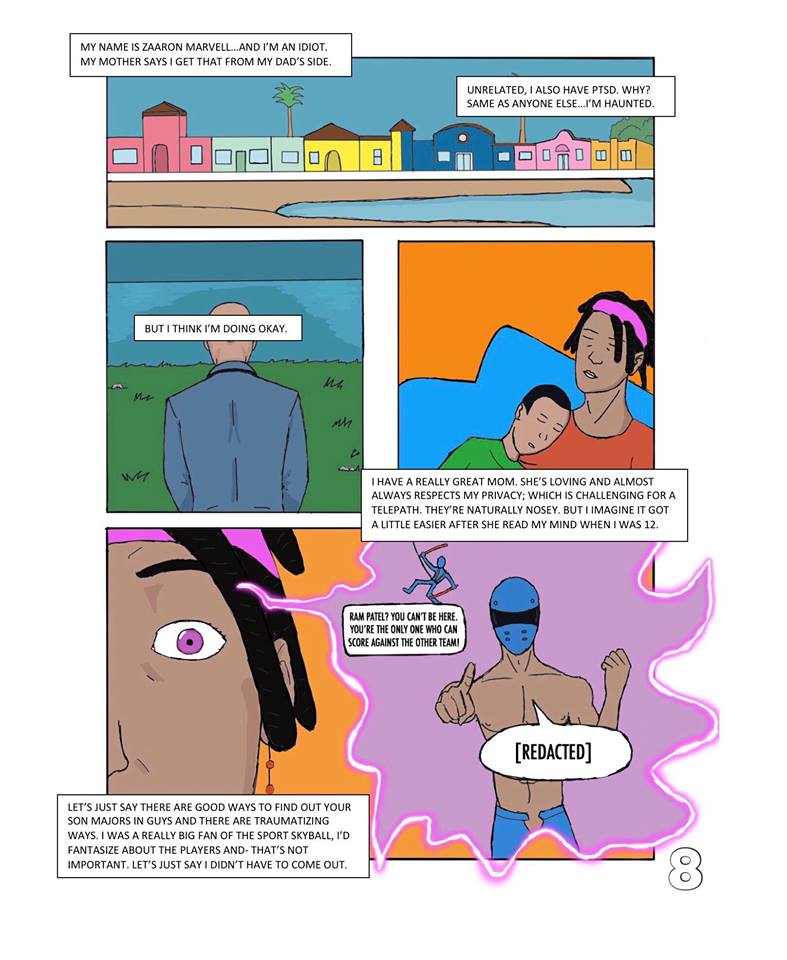 MY NAME IS ZAARON MARVELL…AND I'M AN IDIOT.
MY MOTHER SAYS I GET THAT FROM MY DAD'S SIDE.
UNRELATED, I ALSO HAVE PTSD. WHY?
SAME AS ANYONE ELSE…I'M HAUNTED.
BUT I THINK I'M DOING OKAY.
I HAVE A REALLY GREAT MOM. SHE'S LOVING AND ALMOST
ALWAYS RESPECTS MY PRIVACY; WHICH IS CHALLENGING FOR A
TELEPATH. THEY'RE NATURALLY NOSEY. BUT I IMAGINE IT GOT
A LITTLE EASIER AFTER SHE READ MY MIND WHEN I WAS 12.
RAM PATEL? YOU CAN'T BE HERE.
YOU'RE THE ONLY ONE WHO CAN
SCORE AGAINST THE OTHER TEAM!
[REDACTED]
LET'S JUST SAY THERE ARE GOOD WAYS TO FIND OUT YOUR
SON MAJORS IN GUYS AND THERE ARE TRAUMATIZING
WAYS. I WAS A REALLY BIG FAN OF THE SPORT SKYBALL, I'D
FANTASIZE ABOUT THE PLAYERS AND- THAT'S NOT
IMPORTANT. LET'S JUST SAY I DIDN'T HAVE TO COME OUT.
8